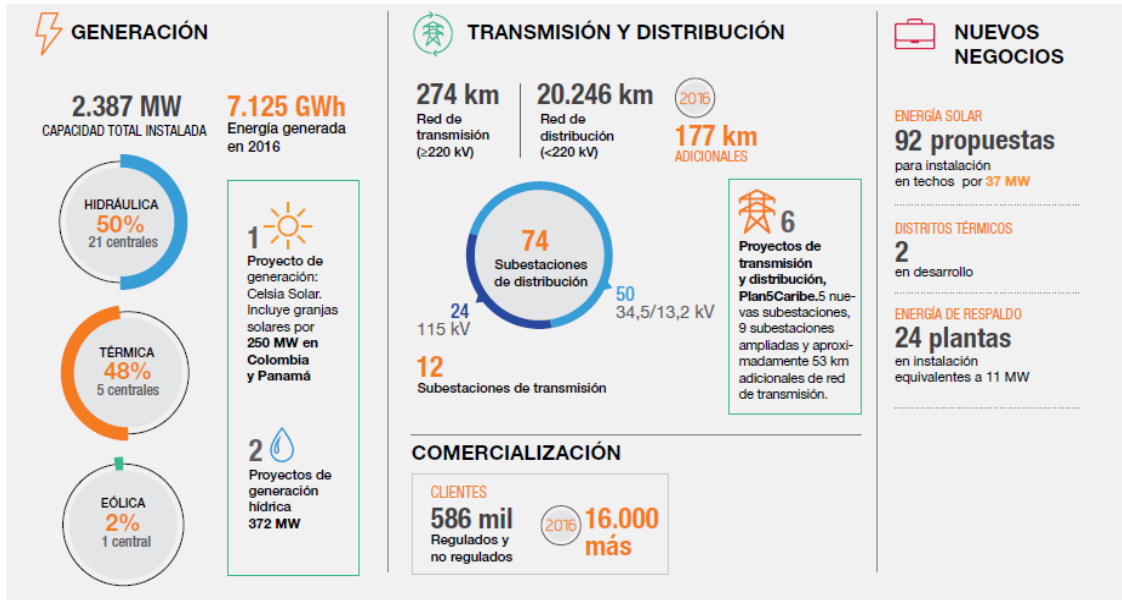 GENERACIÓN
2.387 MW
CAPACIDAD TOTAL INSTALADA
7.125 GWh
Energía generada
en 2016
HIDRÁULICA
50%
21 centrales
TÉRMICA
48%
5 centrales
EÓLICA
2%
1 central
1
Proyecto de
generación:
Celsia Solar.
Incluye granjas
solares por
250 MW en
Colombia
y Panamá
2
Proyectos de
generación
hídrica
372 MW
TRANSMISIÓN Y DISTRIBUCIÓN
274 km
Red de
transmisión
(≥220 kV)
20.246 km
Red de
distribución
(<220 kV)
2016
177 km
ADICIONALES
74
Subestaciones
de distribución
24
115 kV
50
34,5/13,2 kV
12
Subestaciones de transmisión
6
Proyectos de
transmisión
y distribución,
Plan5Caribe.5 nue-
vas subestaciones,
9 subestaciones
ampliadas y aproxi-
madamente 53 km
adicionales de red
de transmisión.
COMERCIALIZACIÓN
CLIENTES
586 mil
Regulados y
no regulados
2016
16.000
más
NUEVOS
NEGOCIOS
ENERGÍA SOLAR
92 propuestas
para instalación
en techos por 37 MW
DISTRITOS TÉRMICOS
2
en desarrollo
ENERGÍA DE RESPALDO
24 plantas
en instalación
equivalentes a 11 MW